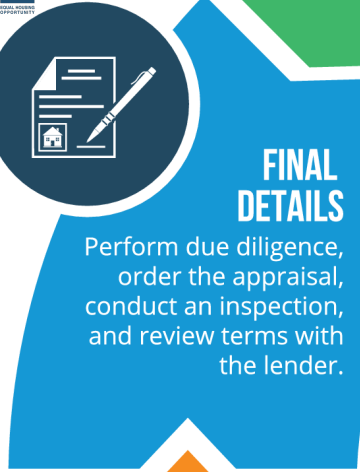 EQUAL HOUSING
OPPORTUNITY
FINAL
DETAILS
Perform due diligence,
order the appraisal,
conduct an inspection,
and review terms with
the lender.